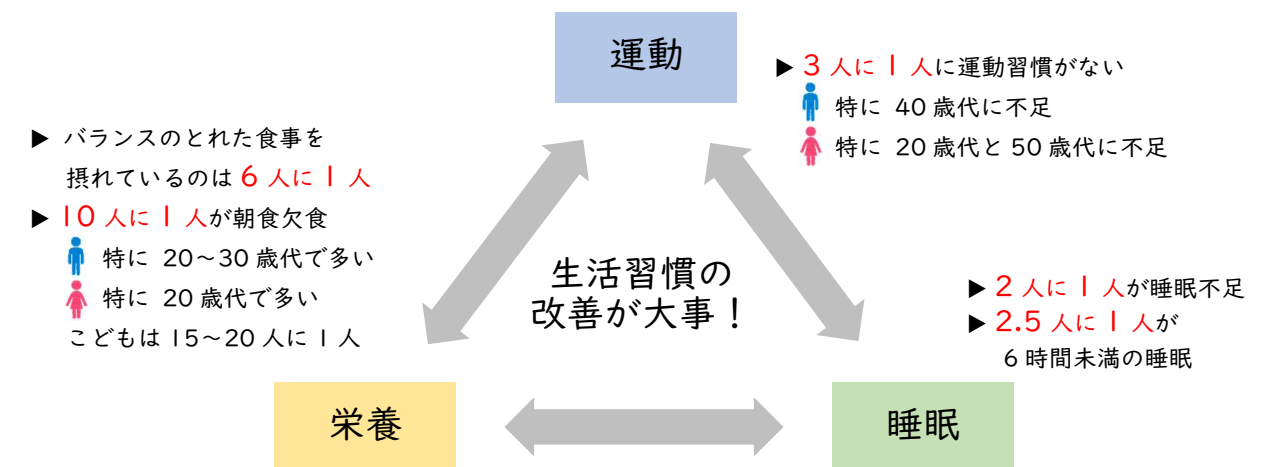 運動
▶ 3 人に 1 人に運動習慣がない
特に 40 歳代に不足
特に 20 歳代と 50 歳代に不足
▶ バランスのとれた食事を
摂れているのは 6 人に 1 人
▶ 10 人に 1 人が朝食欠食
特に 20～30 歳代で多い
特に 20 歳代で多い
こどもは 15～20 人に 1 人
生活習慣の
改善が大事！
▶ 2 人に 1 人が睡眠不足
▶ 2.5 人に 1 人が
6 時間未満の睡眠
栄養
睡眠